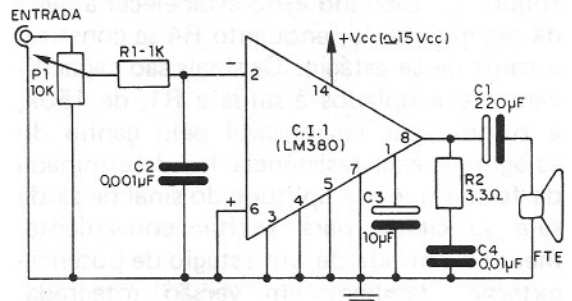 ENTRADA
+Vcc(≃15Vcc)
R1-1K
P1
10K
−
2
14
C.I.1
(LM380)
8
1
C1
220µF
C2
0,001µF
+
6
3
4
5
7
C3
10µF
R2
3.3Ω
C4
0,01µF
FTE